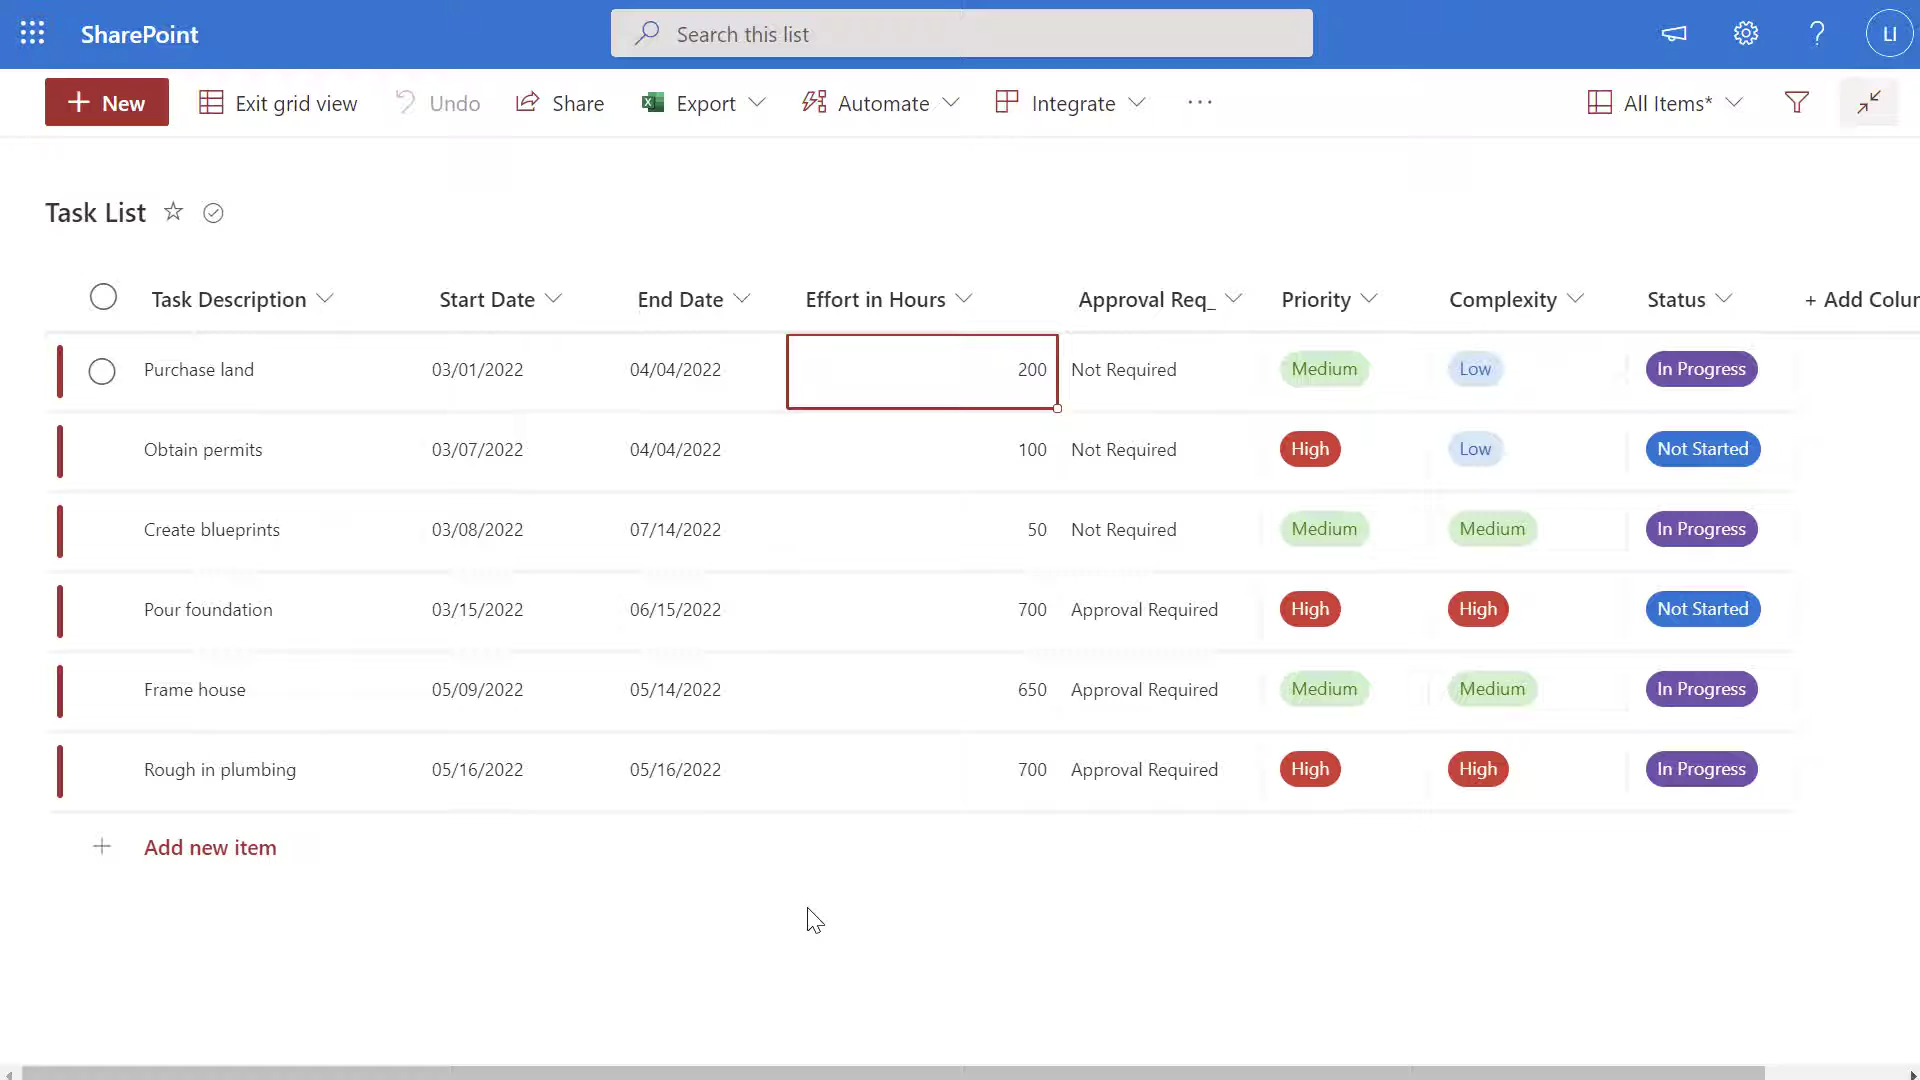 SharePoint
Search this list
LI
New
Exit grid view
Undo
Share
Export
Automate
Integrate
...
All Items*
Task List
Task Description
Start Date
End Date
Effort in Hours
Approval Req_
Priority
Complexity
Status
+ Add Colum
Purchase land 03/01/2022 04/04/2022 200 Not Required Medium Low In Progress
Obtain permits 03/07/2022 04/04/2022 100 Not Required High Low Not Started
Create blueprints 03/08/2022 07/14/2022 50 Not Required Medium Medium In Progress
Pour foundation 03/15/2022 06/15/2022 700 Approval Required High High Not Started
Frame house 05/09/2022 05/14/2022 650 Approval Required Medium Medium In Progress
Rough in plumbing 05/16/2022 05/16/2022 700 Approval Required High High In Progress
Add new item